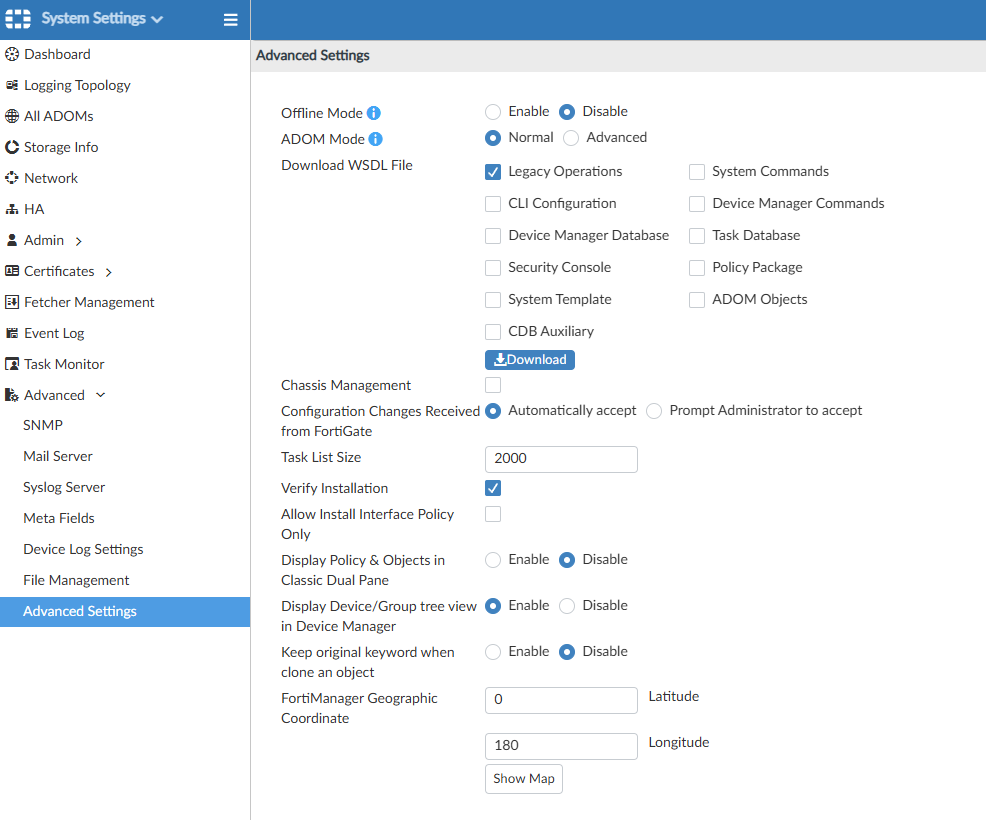 System Settings
Dashboard
Logging Topology
All ADOMs
Storage Info
Network
HA
Admin
Certificates
Fetcher Management
Event Log
Task Monitor
Advanced
SNMP
Mail Server
Syslog Server
Meta Fields
Device Log Settings
File Management
Advanced Settings
Advanced Settings
Offline Mode Enable Disable
ADOM Mode Normal Advanced
Download WSDL File
Legacy Operations System Commands
CLI Configuration Device Manager Commands
Device Manager Database Task Database
Security Console Policy Package
System Template ADOM Objects
CDB Auxiliary
Download
Chassis Management
Configuration Changes Received Automatically accept Prompt Administrator to accept
from FortiGate
Task List Size 2000
Verify Installation
Allow Install Interface Policy
Only
Display Policy & Objects in Enable Disable
Classic Dual Pane
Display Device/Group tree view Enable Disable
in Device Manager
Keep original keyword when Enable Disable
clone an object
FortiManager Geographic 0 Latitude
Coordinate
180 Longitude
Show Map